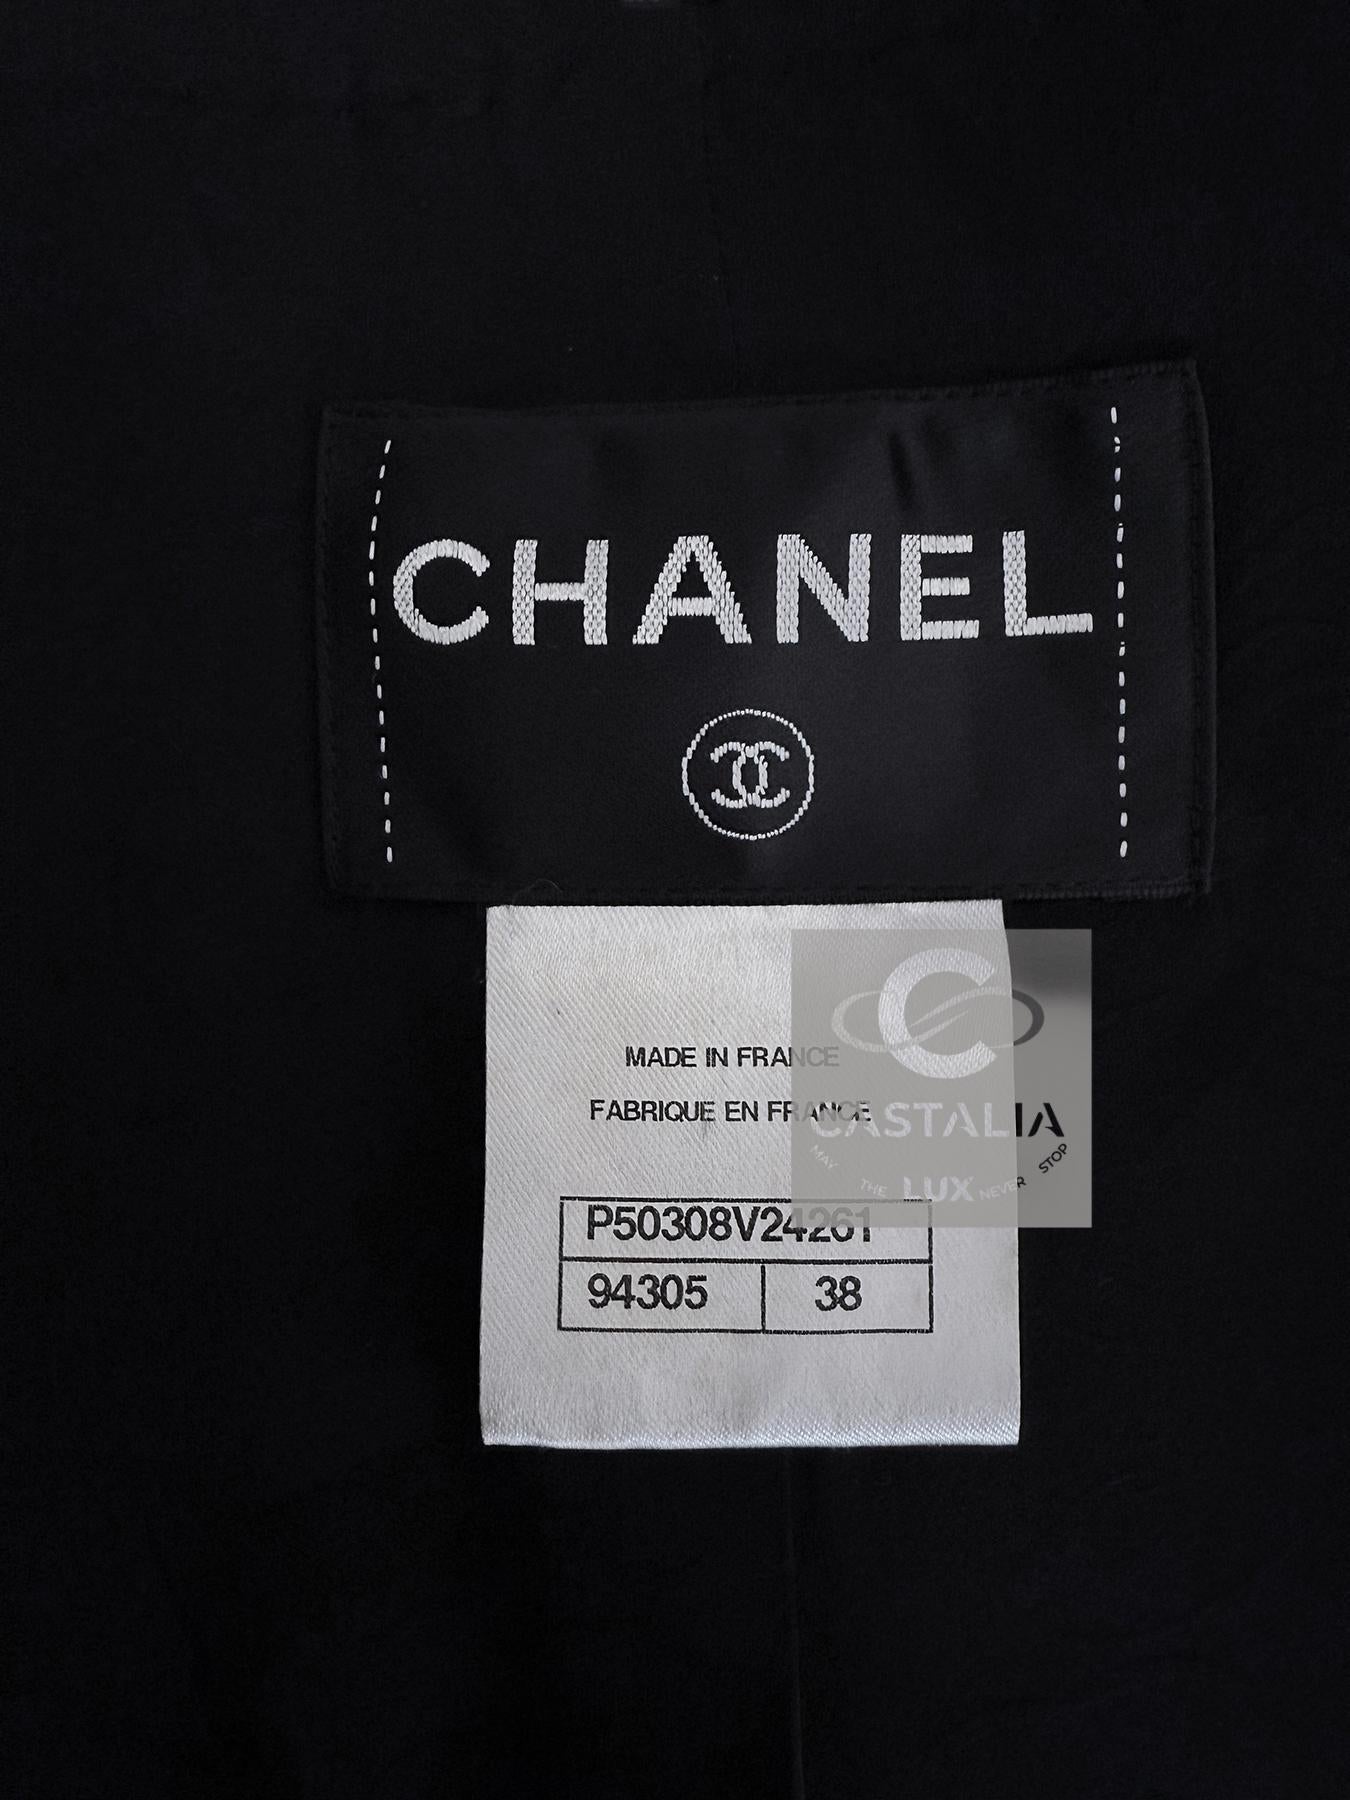 CHANEL
MADE IN FRANCE
FABRIQUE EN FRANCE
CASTALIA
MAY THE LUX NEVER STOP
P50308V24261
94305 38